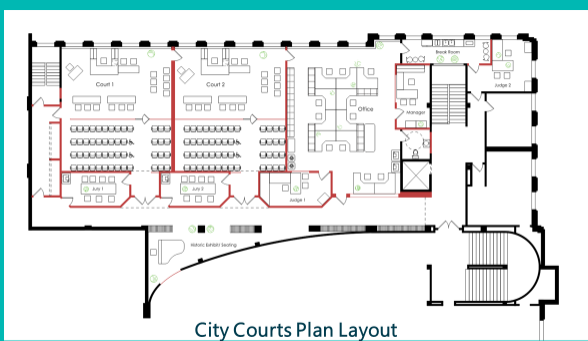 Break Room
Judge 2
Court 1
Court 2
Office
Manager
Jury 1
Jury 2
Judge 1
Historic Exhibit Seating
City Courts Plan Layout